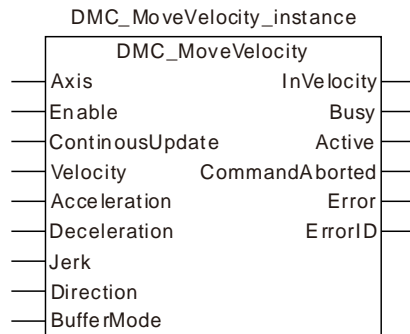 DMC_MoveVelocity_instance
DMC_MoveVelocity
Axis InVelocity
Enable Busy
ContinousUpdate Active
Velocity CommandAborted
Acceleration Error
Deceleration ErrorID
Jerk
Direction
BufferMode